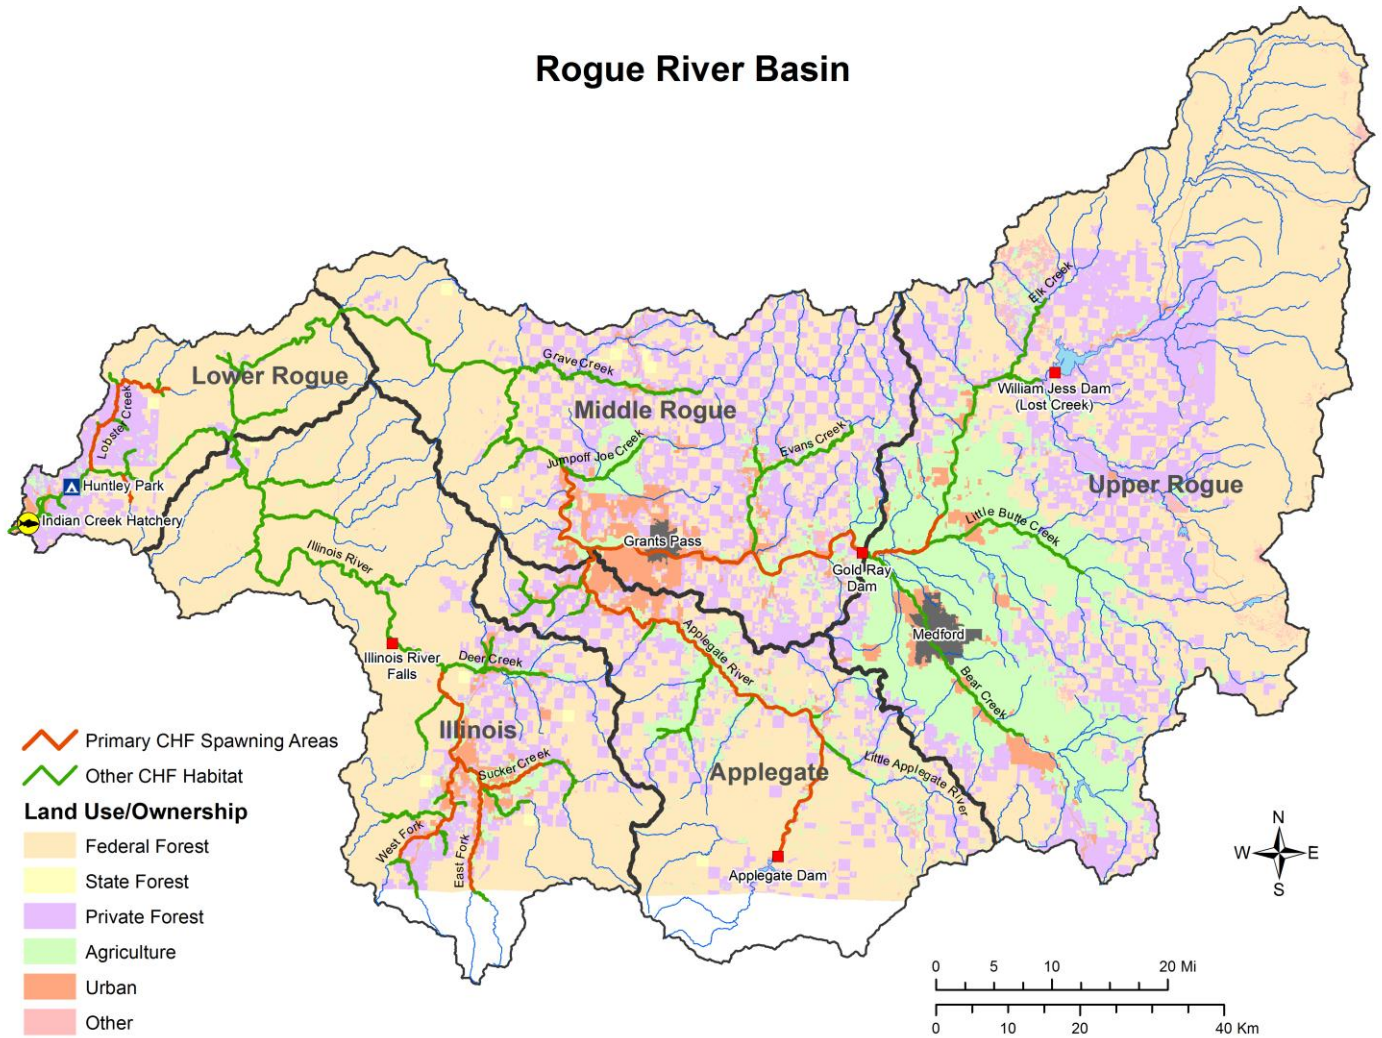 Rogue River Basin
Elk Creek
Grave Creek
Lower Rogue
William Jess Dam
(Lost Creek)
Middle Rogue
Lobster Creek
Evans Creek
Jumpoff Joe Creek
Upper Rogue
Huntley Park
Indian Creek Hatchery
Little Butte Creek
Grants Pass
Illinois River
Gold Ray
Dam
Medford
Applegate River
Illinois River
Falls
Deer Creek
Bear Creek
Illinois
Primary CHF Spawning Areas
Other CHF Habitat
Sucker Creek
Applegate
Little Applegate River
Land Use/Ownership
Federal Forest
State Forest
Private Forest
Agriculture
Urban
Other
West Fork
East Fork
Applegate Dam
N
W E
S
0 5 10 20 Mi
0 10 20 40 Km